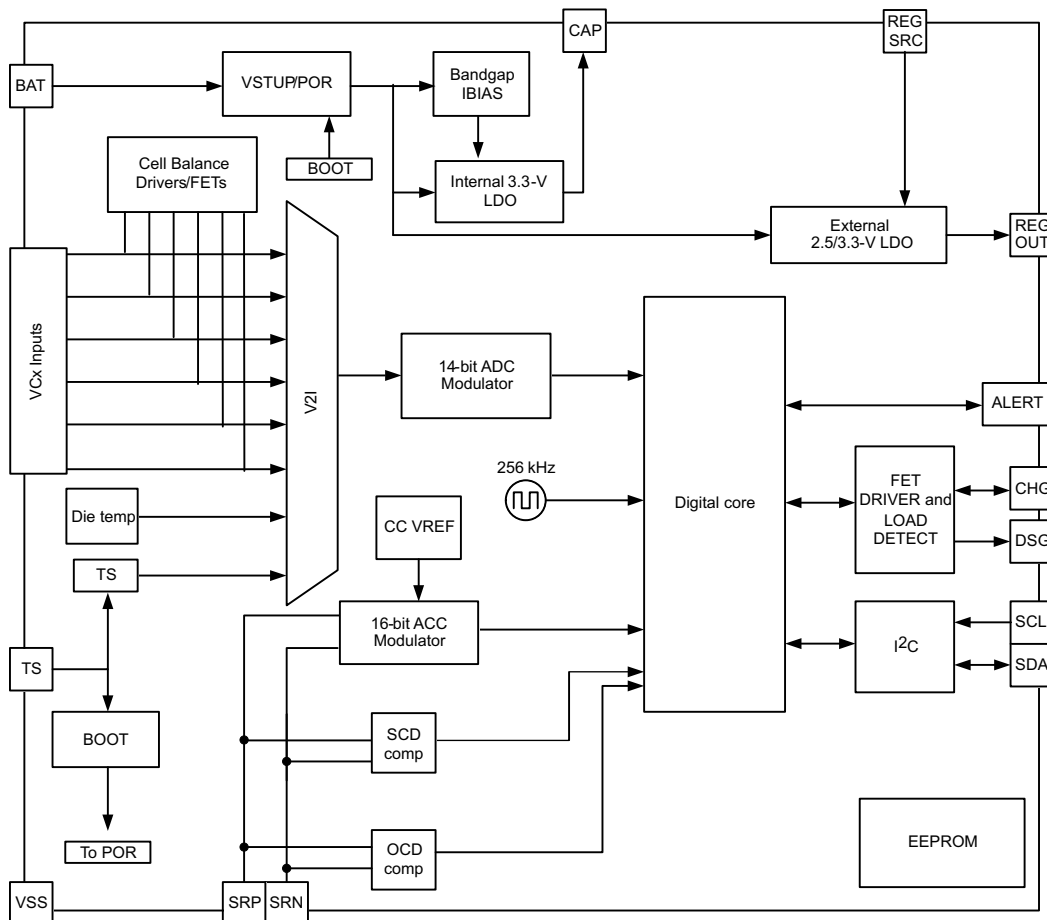 CAP
REG
SRC
BAT
VSTUP/POR
Bandgap
IBIAS
Cell Balance
Drivers/FETs
BOOT
Internal 3.3-V
LDO
External
2.5/3.3-V LDO
REG
OUT
VCx Inputs
V2I
14-bit ADC
Modulator
ALERT
256 kHz
Digital core
FET
DRIVER and
LOAD
DETECT
CHG
DSG
Die temp
CC VREF
TS
16-bit ACC
Modulator
I2C
SCL
SDA
TS
BOOT
SCD
comp
To POR
OCD
comp
EEPROM
VSS
SRP
SRN